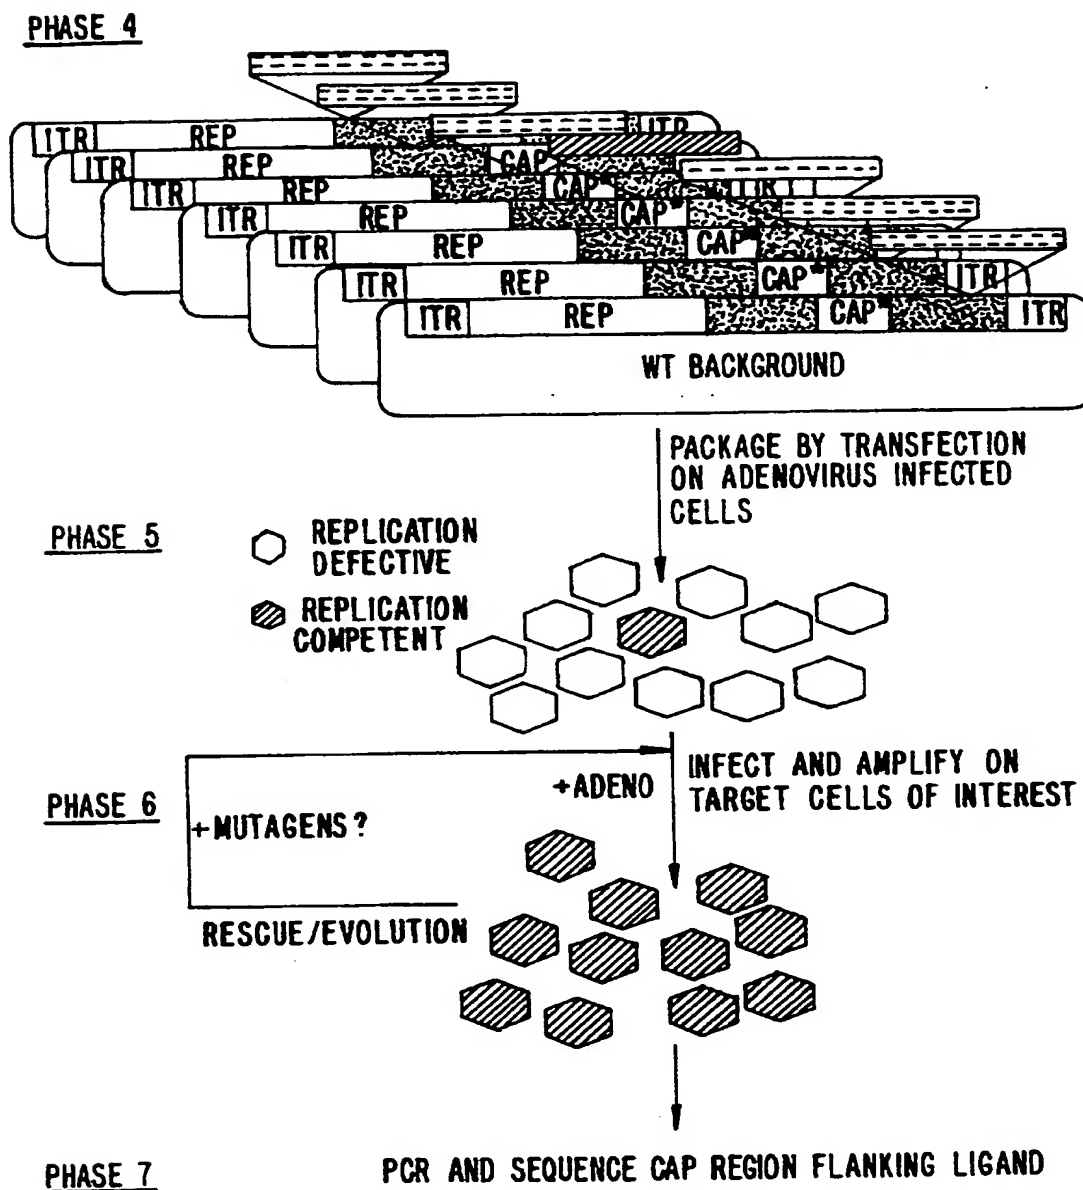 PHASE 4
ITR REP ITR
ITR REP CAP
ITR REP CAP* ITR
ITR REP CAP*
ITR REP CAP*
ITR REP CAP* ITR
ITR REP CAP* ITR
WT BACKGROUND
PACKAGE BY TRANSFECTION
ON ADENOVIRUS INFECTED
CELLS
PHASE 5
REPLICATION
DEFECTIVE
REPLICATION
COMPETENT
INFECT AND AMPLIFY ON
TARGET CELLS OF INTEREST
+ADENO
PHASE 6
+MUTAGENS?
RESCUE/EVOLUTION
PHASE 7
PCR AND SEQUENCE CAP REGION FLANKING LIGAND